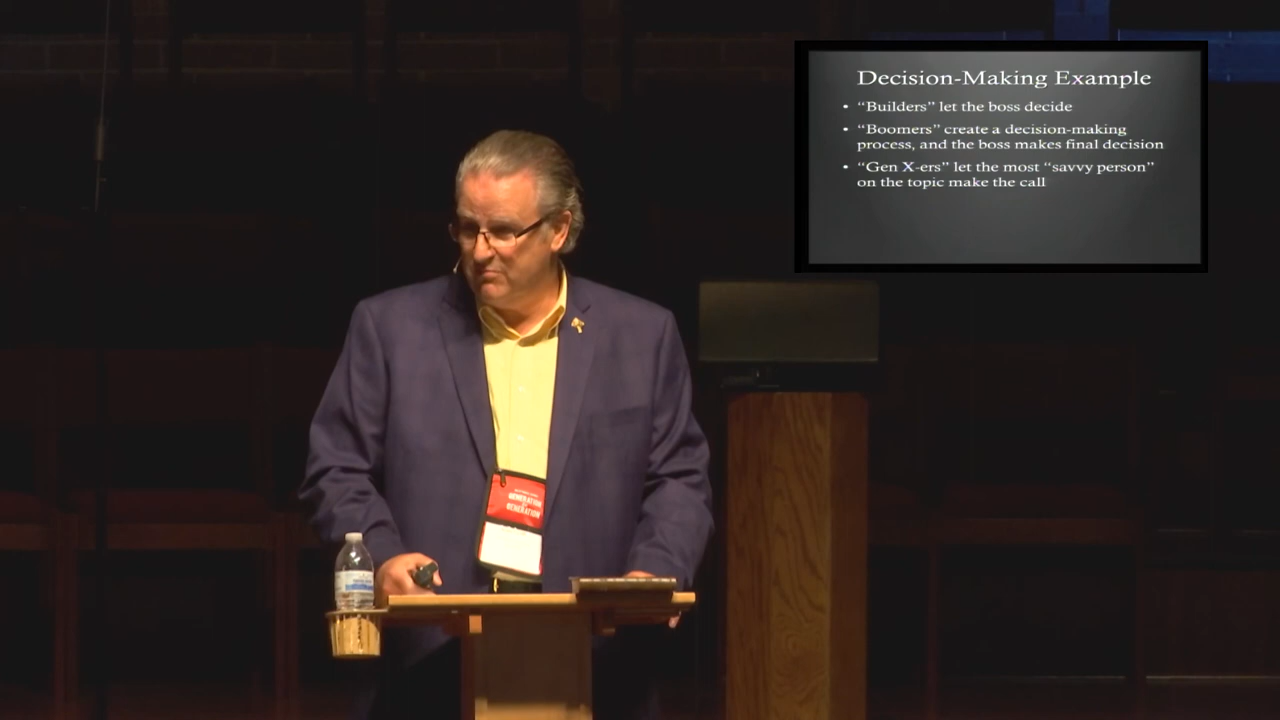 Decision-Making Example
• “Builders” let the boss decide
• “Boomers” create a decision-making
process, and the boss makes final decision
• “Gen X-ers” let the most “savvy person”
on the topic make the call
GENERATION
GENERATION